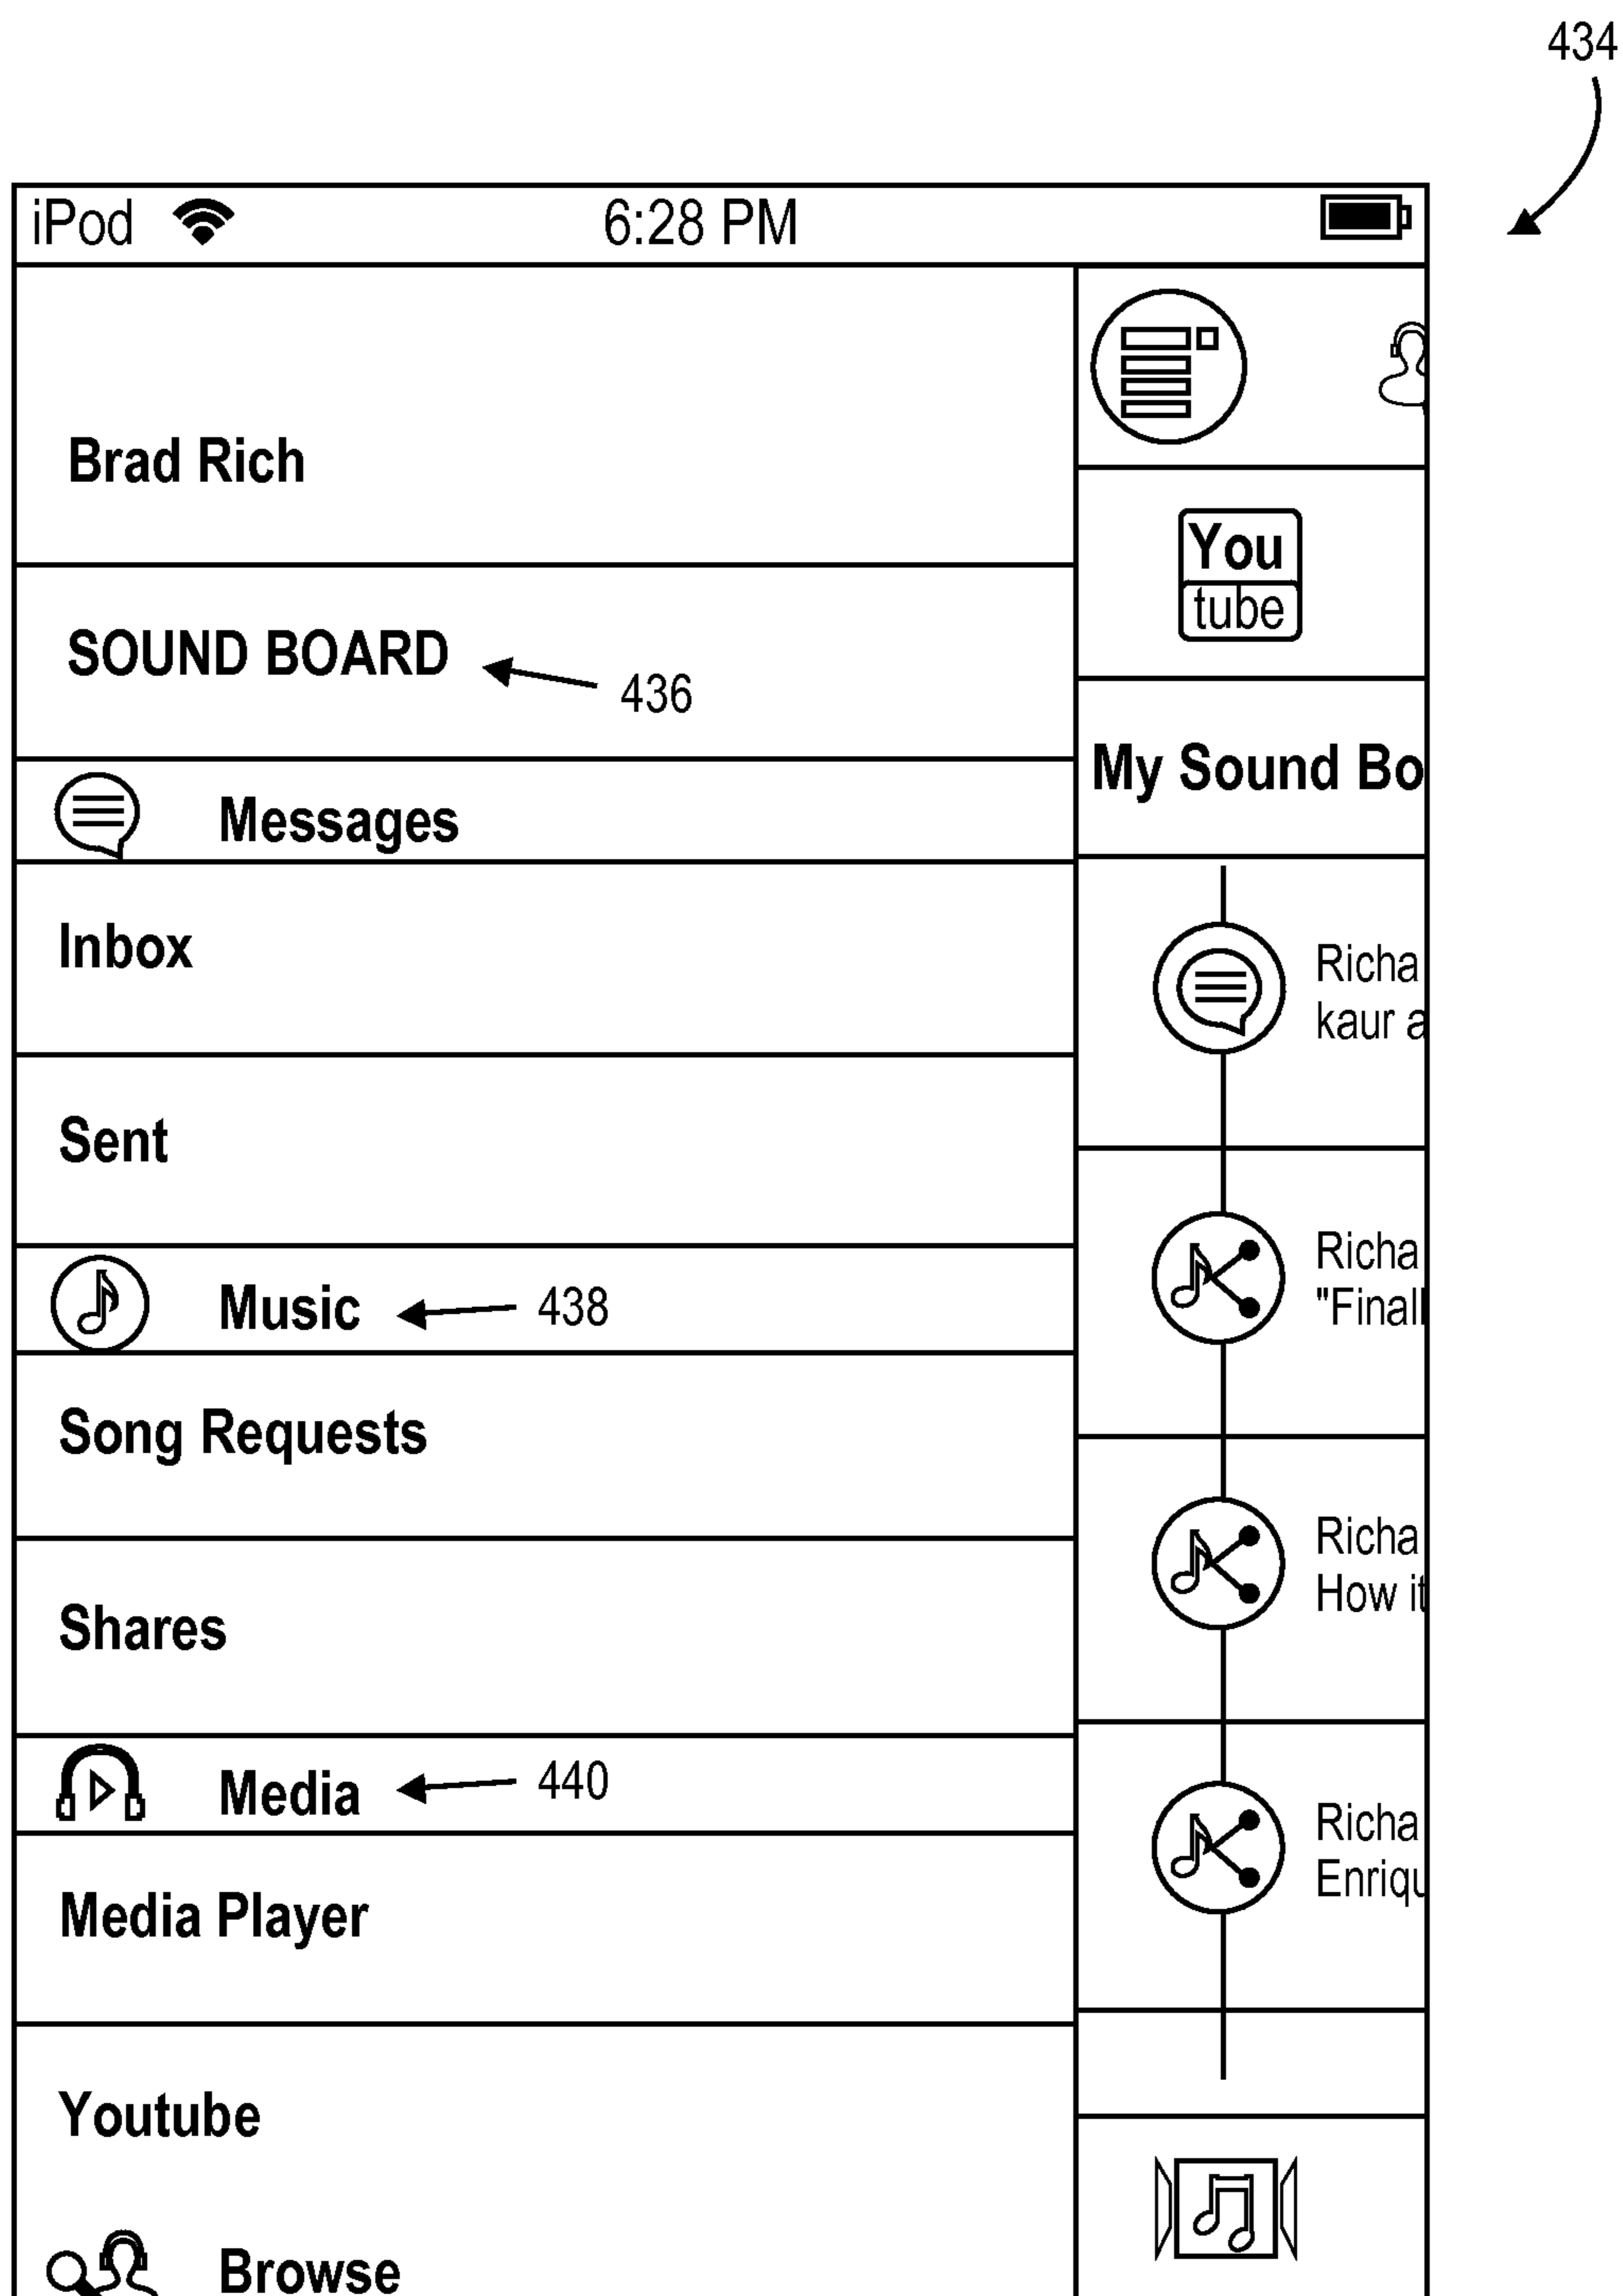 434
iPod 6:28 PM
Brad Rich
SOUND BOARD
436
Messages
Inbox
Sent
Music
438
Song Requests
Shares
Media
440
Media Player
Youtube
Browse
You
tube
My Sound Bo
Richa
kaur a
Richa
"Finall
Richa
How it
Richa
Enriqu